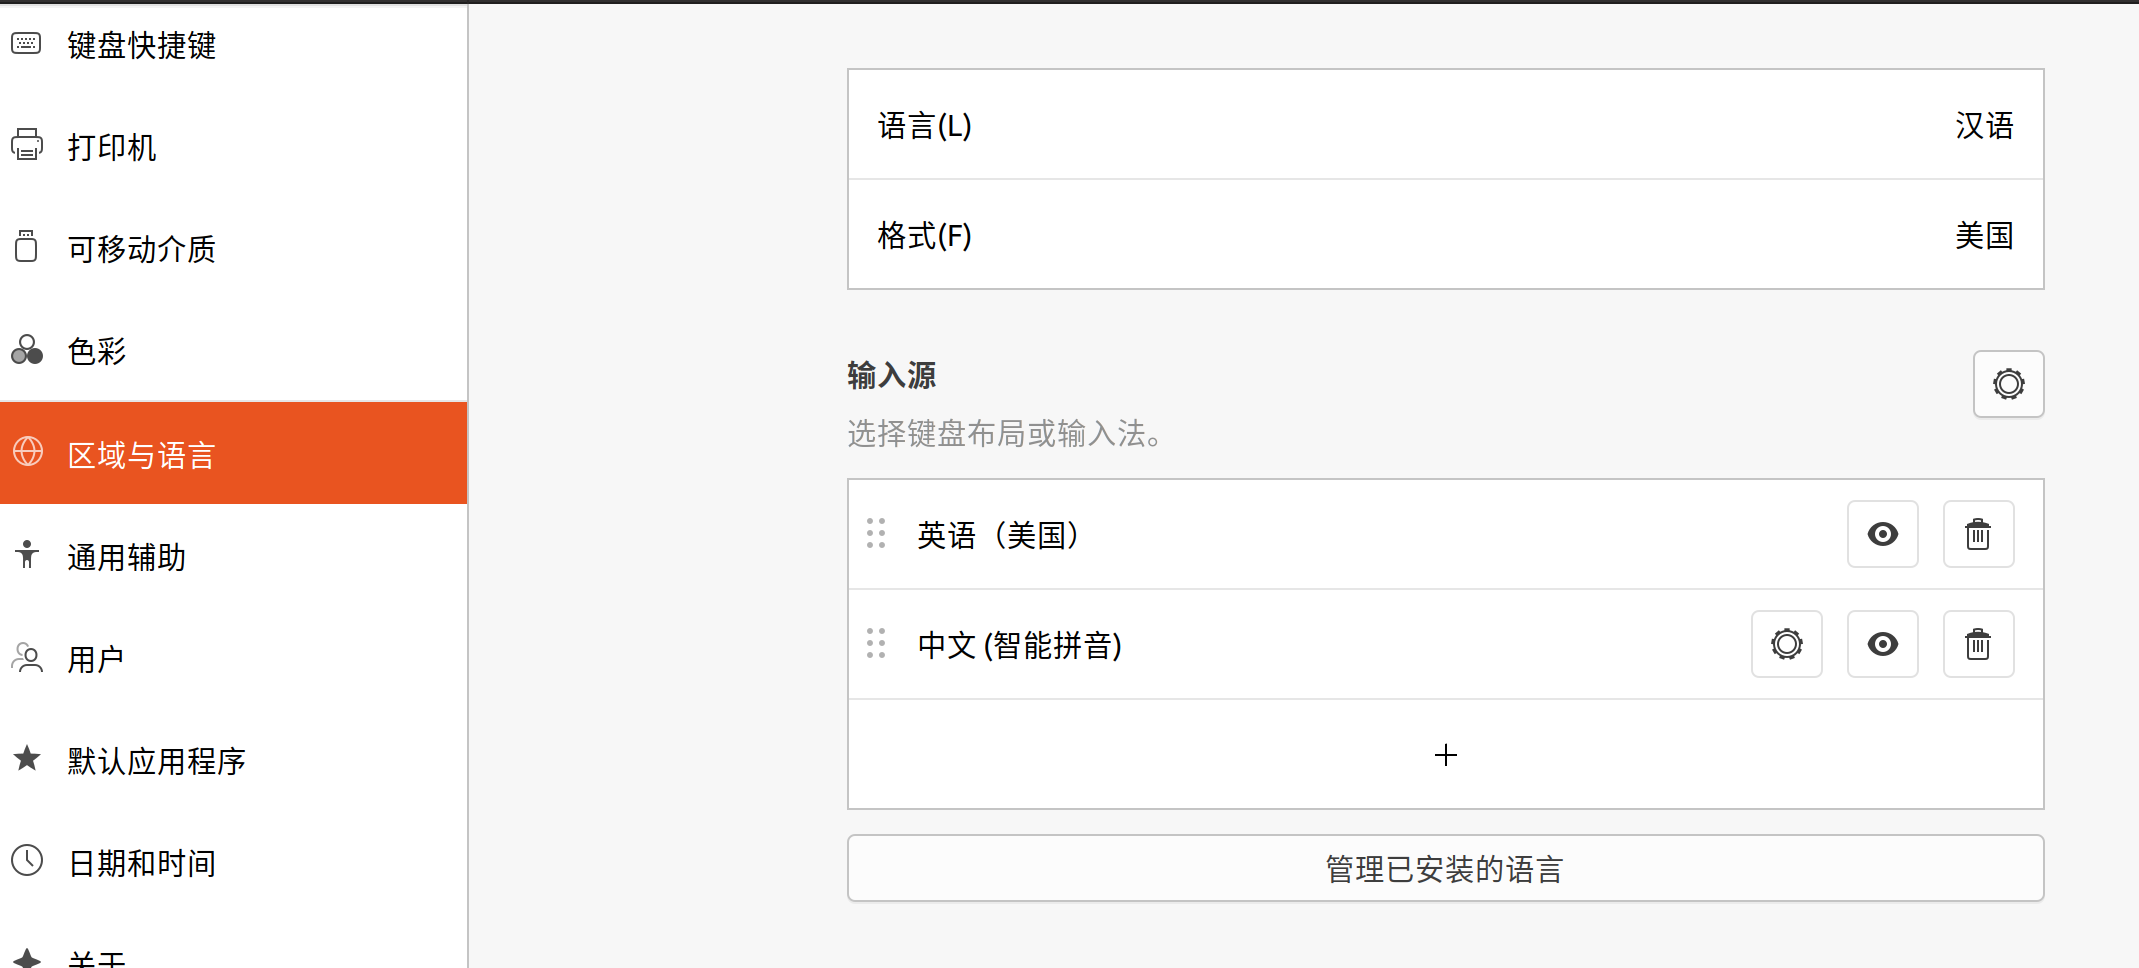 键盘快捷键
打印机
可移动介质
色彩
区域与语言
通用辅助
用户
默认应用程序
日期和时间
关于
语言(L) 汉语
格式(F) 美国
输入源
选择键盘布局或输入法。
英语（美国）
中文 (智能拼音)
管理已安装的语言